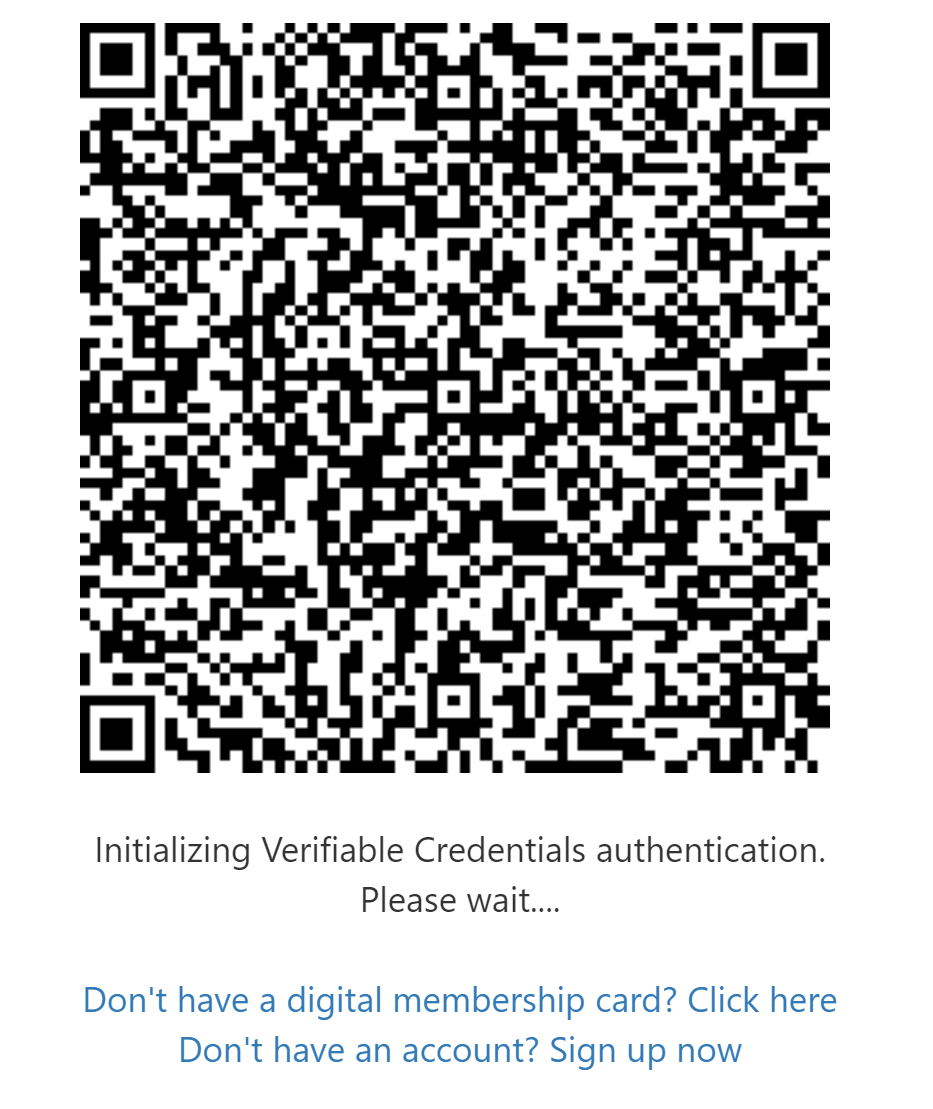 Initializing Verifiable Credentials authentication.
Please wait....
Don't have a digital membership card? Click here
Don't have an account? Sign up now